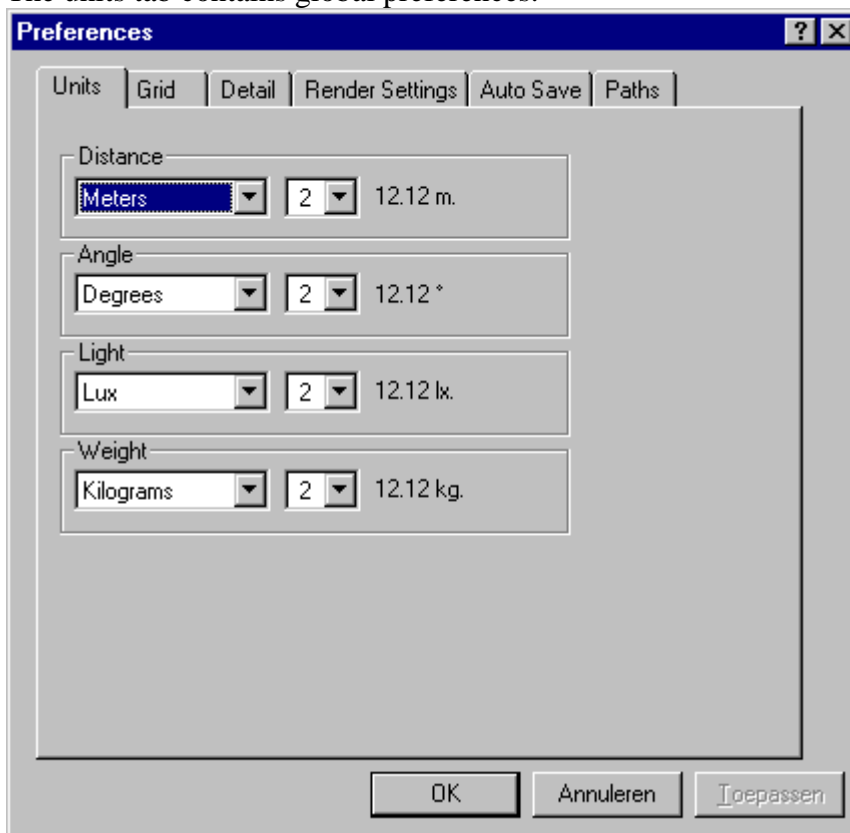 The units tab contains global preferences.
Preferences
Units Grid Detail Render Settings Auto Save Paths
Distance
Meters 2 12.12 m.
Angle
Degrees 2 12.12 °
Light
Lux 2 12.12 lx.
Weight
Kilograms 2 12.12 kg.
OK Annuleren Toepassen